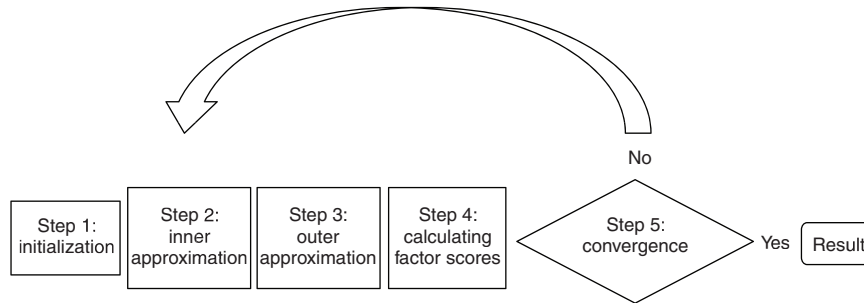 No
Step 1:
initialization
Step 2:
inner
approximation
Step 3:
outer
approximation
Step 4:
calculating
factor scores
Step 5:
convergence
Yes
Result